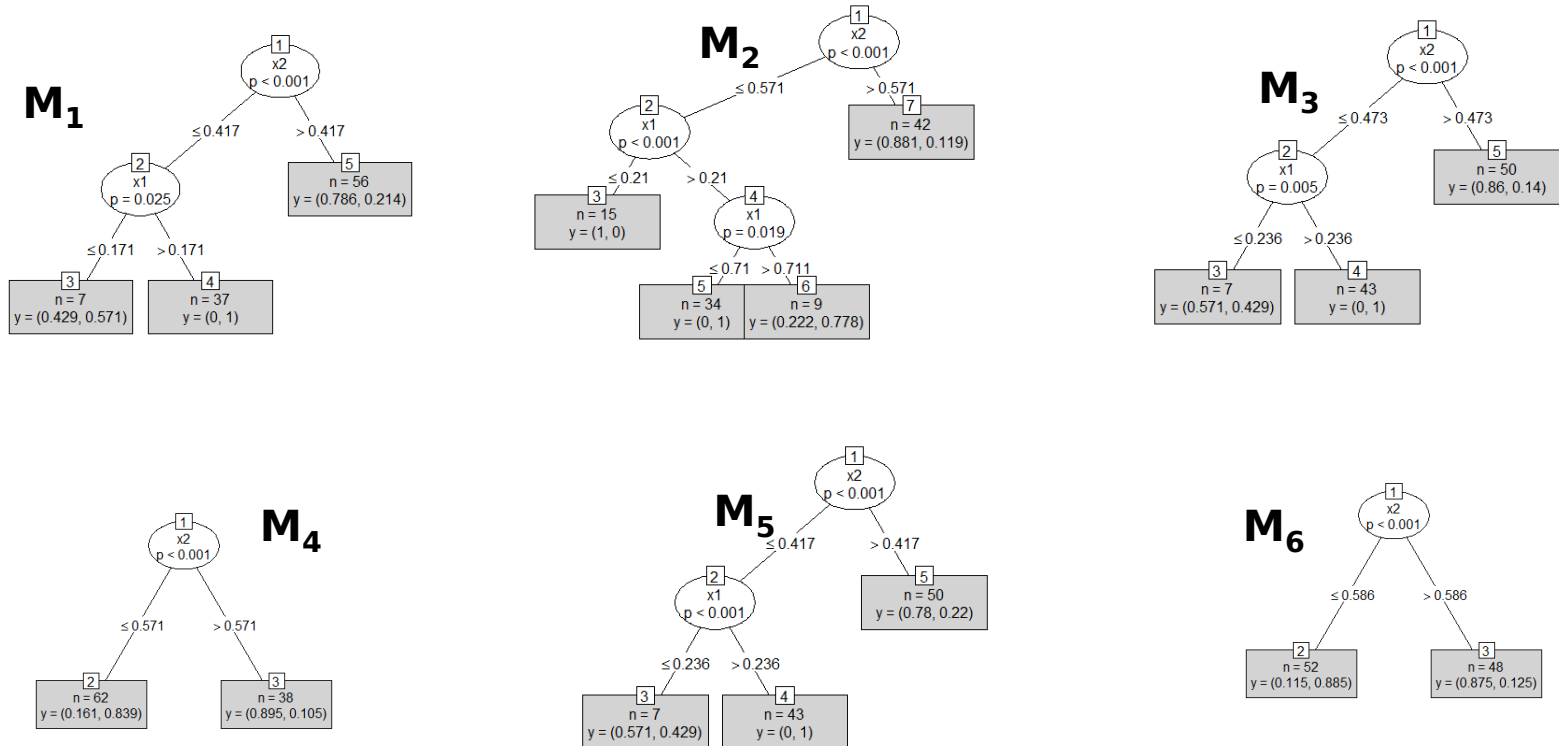 M1
1
x2
p < 0.001
≤ 0.417
> 0.417
2
x1
p = 0.025
5
n = 56
y = (0.786, 0.214)
≤ 0.171
> 0.171
3
n = 7
y = (0.429, 0.571)
4
n = 37
y = (0, 1)
M2
1
x2
p < 0.001
≤ 0.571
> 0.571
2
x1
p < 0.001
7
n = 42
y = (0.881, 0.119)
≤ 0.21
> 0.21
3
n = 15
y = (1, 0)
4
x1
p = 0.019
≤ 0.71
> 0.711
5
n = 34
y = (0, 1)
6
n = 9
y = (0.222, 0.778)
M3
1
x2
p < 0.001
≤ 0.473
> 0.473
2
x1
p = 0.005
5
n = 50
y = (0.86, 0.14)
≤ 0.236
> 0.236
3
n = 7
y = (0.571, 0.429)
4
n = 43
y = (0, 1)
M4
1
x2
p < 0.001
≤ 0.571
> 0.571
2
n = 62
y = (0.161, 0.839)
3
n = 38
y = (0.895, 0.105)
M5
1
x2
p < 0.001
≤ 0.417
> 0.417
2
x1
p < 0.001
5
n = 50
y = (0.78, 0.22)
≤ 0.236
> 0.236
3
n = 7
y = (0.571, 0.429)
4
n = 43
y = (0, 1)
M6
1
x2
p < 0.001
≤ 0.586
> 0.586
2
n = 52
y = (0.115, 0.885)
3
n = 48
y = (0.875, 0.125)